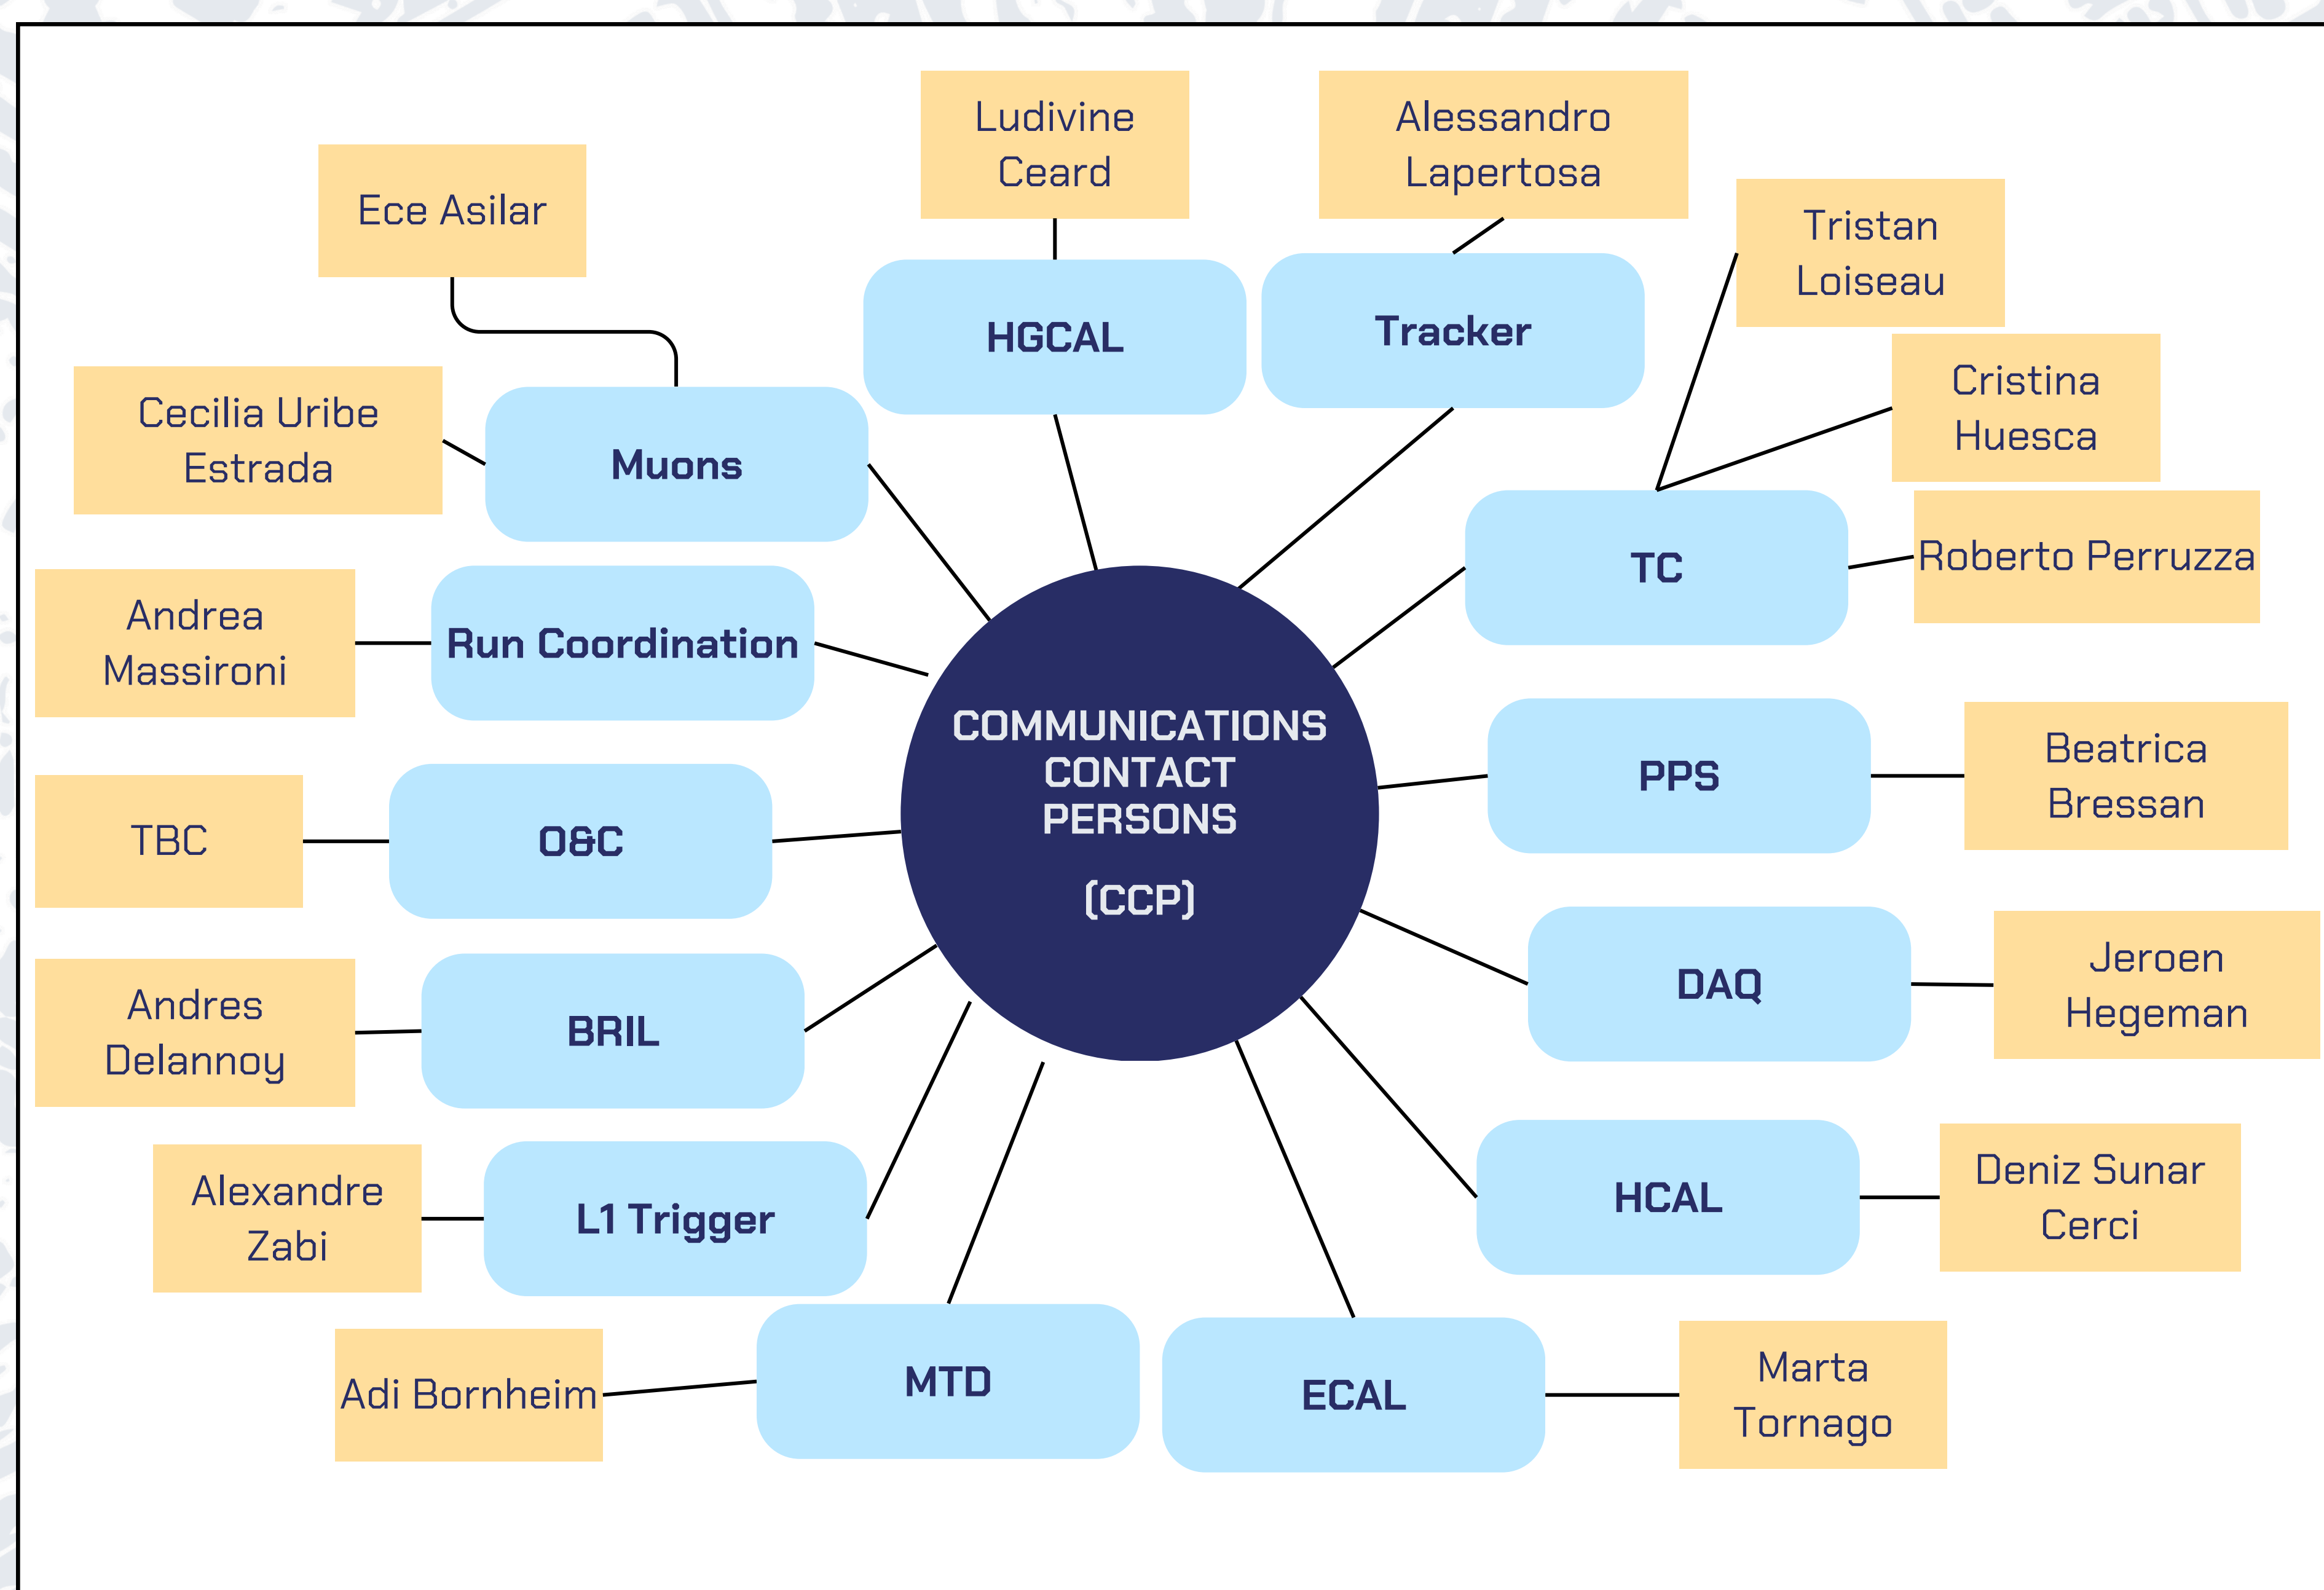 Ludivine
Ceard
Alessandro
Lapertosa
Ece Asilar
Tristan
Loiseau
HGCAL
Tracker
Cristina
Huesca
Cecilia Uribe
Estrada
Muons
TC
Roberto Perruzza
Andrea
Massironi
Run Coordination
COMMUNICATIONS
CONTACT
PERSONS
(CCP)
PPS
Beatrica
Bressan
TBC
O&C
DAQ
Jeroen
Hegeman
Andres
Delannoy
BRIL
HCAL
Deniz Sunar
Cerci
Alexandre
Zabi
L1 Trigger
Adi Bornheim
MTD
ECAL
Marta
Tornago